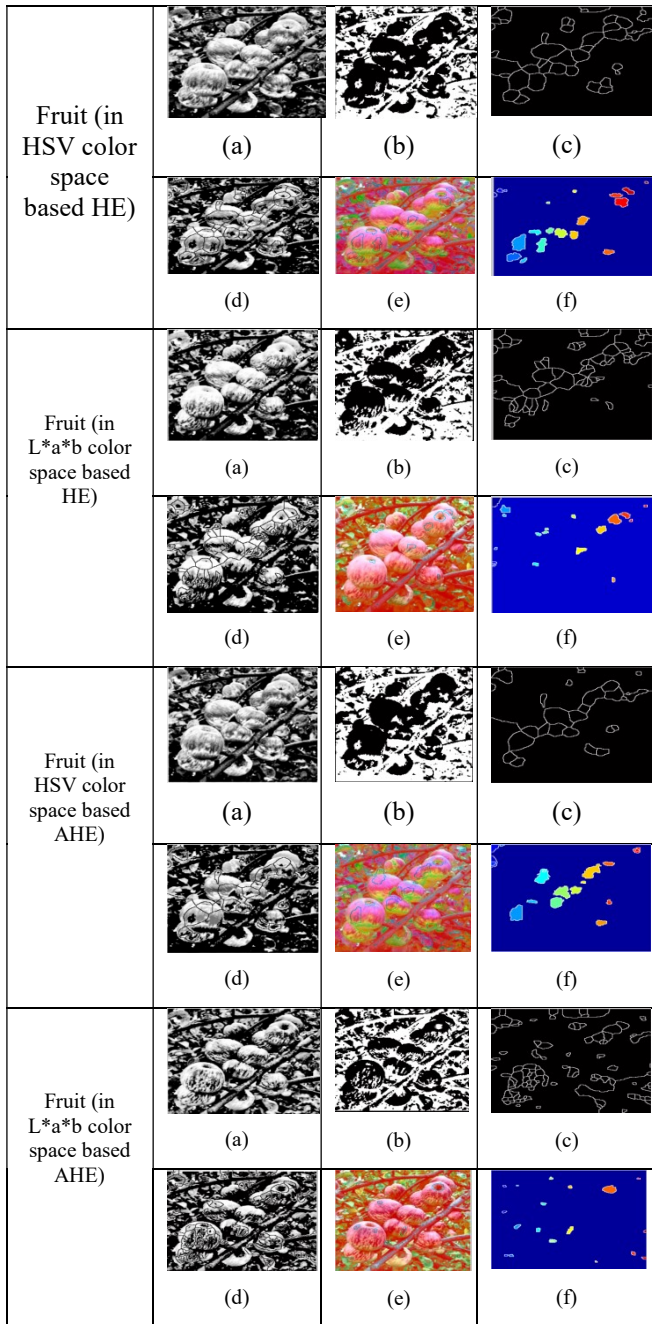 Fruit (in
HSV color
space
based HE)
(a)
(b)
(c)
(d)
(e)
(f)
Fruit (in
L*a*b color
space based
HE)
(a)
(b)
(c)
(d)
(e)
(f)
Fruit (in
HSV color
space based
AHE)
(a)
(b)
(c)
(d)
(e)
(f)
Fruit (in
L*a*b color
space based
AHE)
(a)
(b)
(c)
(d)
(e)
(f)